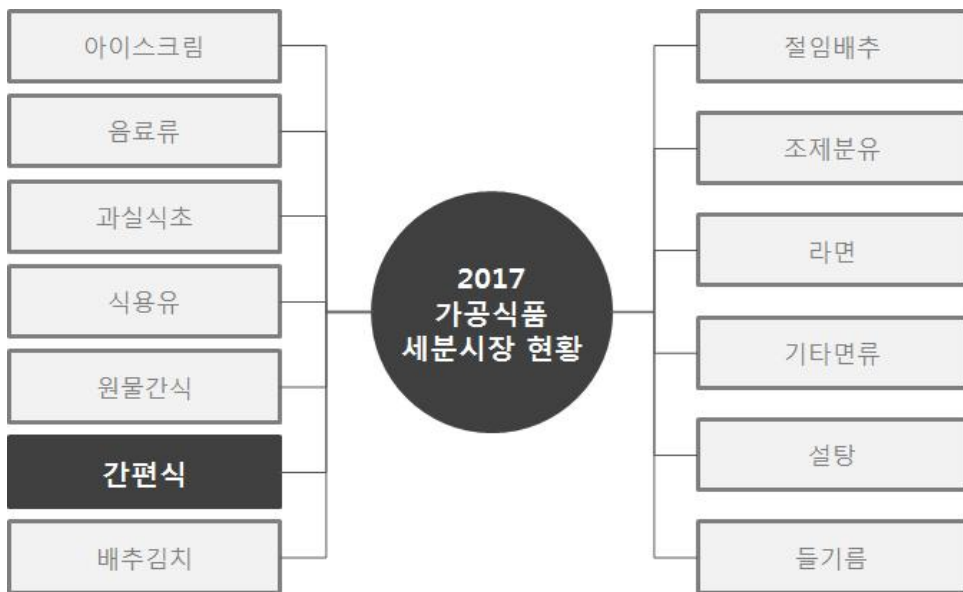 아이스크림
음료류
과실식초
식용유
원물간식
간편식
배추김치
2017
가공식품
세분시장 현황
절임배추
조제분유
라면
기타면류
설탕
들기름